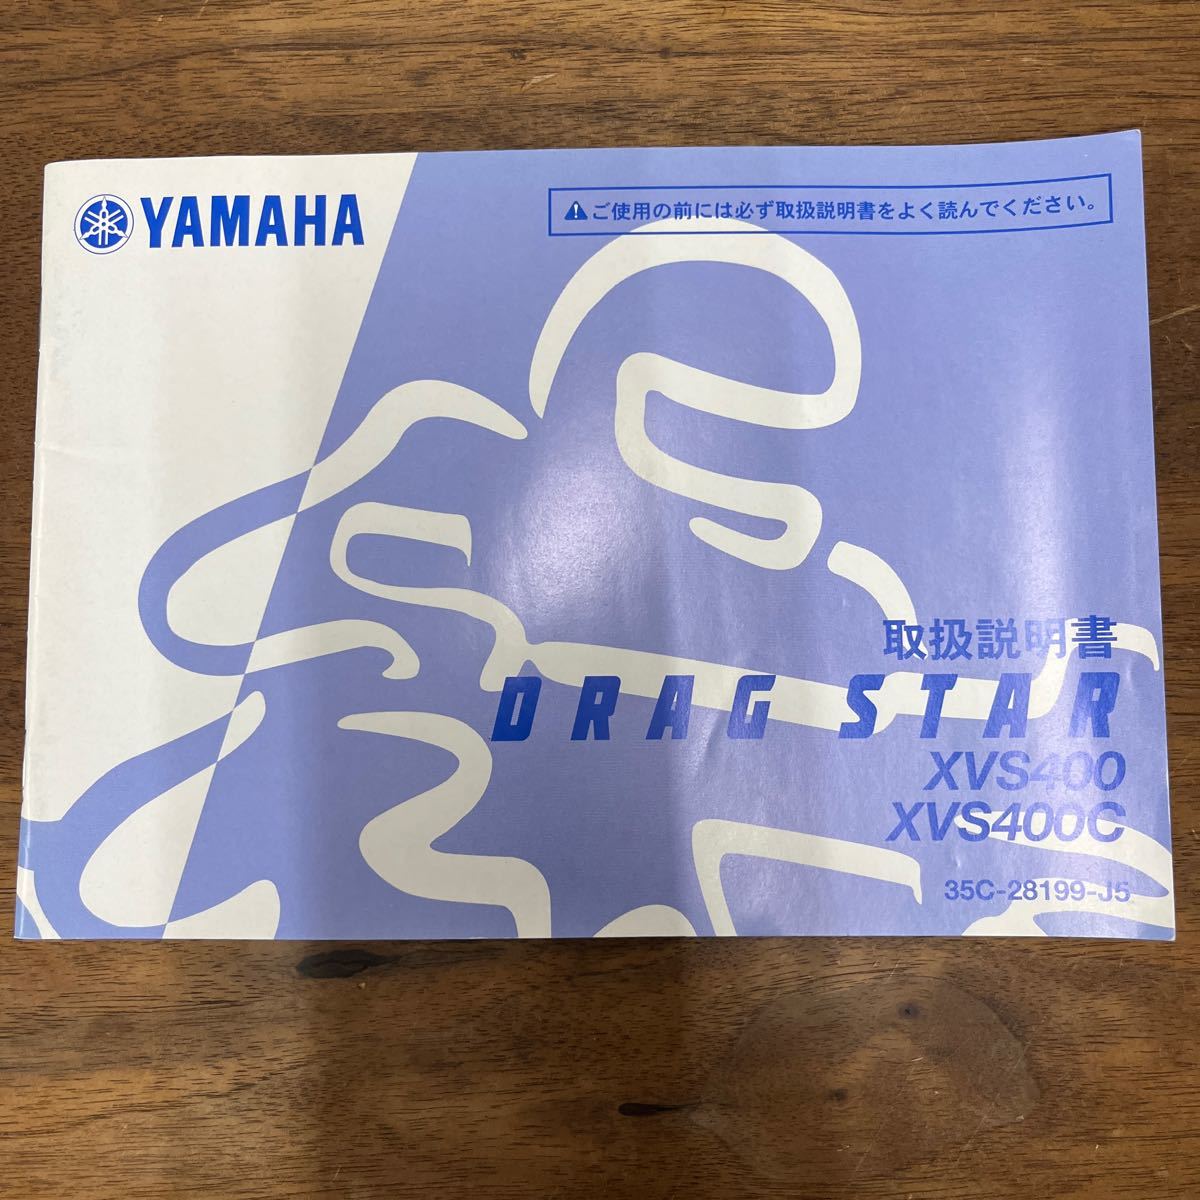 YAMAHA
⚠ご使用の前には必ず取扱説明書をよく読んでください。
取扱説明書
DRAG STAR
XVS400
XVS400C
35C-28199-J5